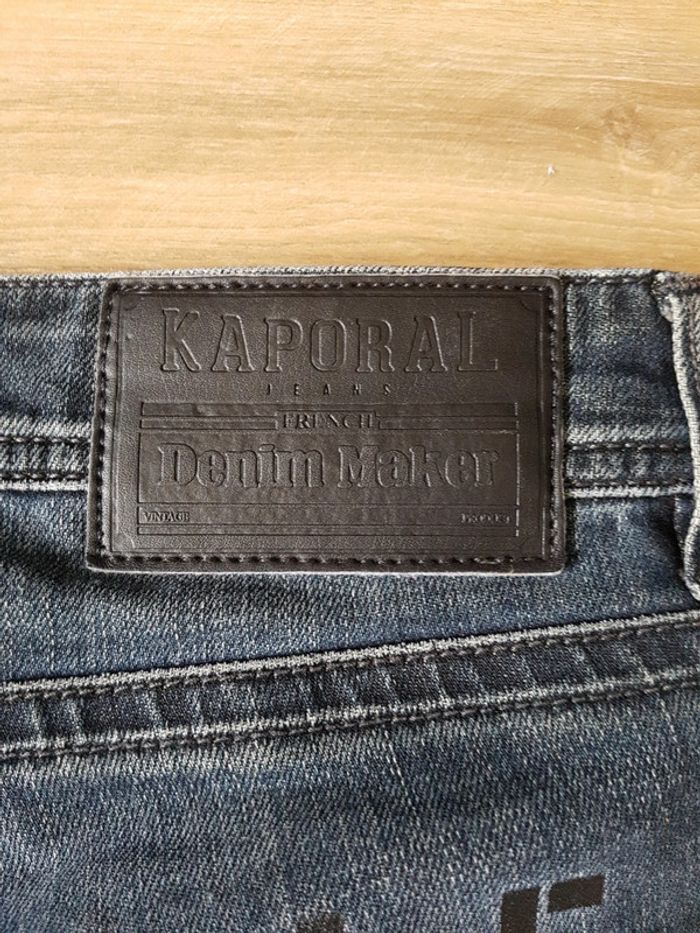 KAPORAL
JEANS
FRENCH
Denim Maker
VINTAGE